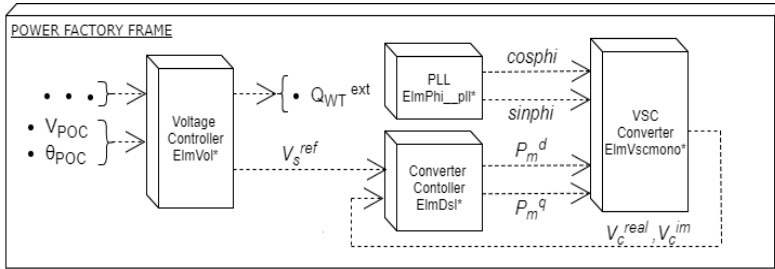 POWER FACTORY FRAME
• • •
• V_POC
• θ_POC
Voltage
Controller
ElmVol*
• Q_WT ^ext
V_s^ref
PLL
ElmPhi__pll*
Converter
Contoller
ElmDsl*
cosphi
sinphi
P_m^d
P_m^q
VSC
Converter
ElmVscmono*
V_c^real, V_c^im